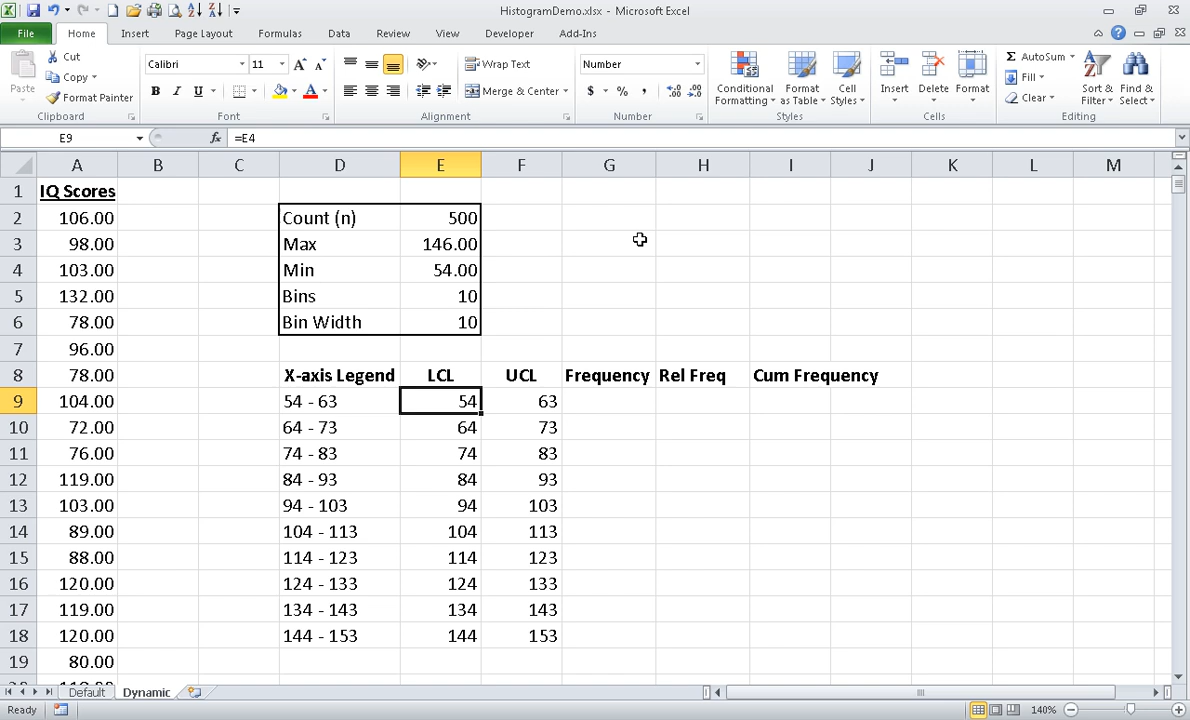 HistogramDemo.xlsx - Microsoft Excel
File Home Insert Page Layout Formulas Data Review View Developer Add-Ins
Paste Cut Copy Format Painter
Calibri 11
B I U
Wrap Text
Merge & Center
Number
$ % ,
Conditional Formatting
Format as Table
Cell Styles
Insert Delete Format
Σ AutoSum
Fill
Clear
Sort & Filter
Find & Select
Clipboard Font Alignment Number Styles Cells Editing
E9 fx =E4
A B C D E F G H I J K L M
1 IQ Scores
2 106.00 Count (n) 500
3 98.00 Max 146.00
4 103.00 Min 54.00
5 132.00 Bins 10
6 78.00 Bin Width 10
7 96.00
8 78.00 X-axis Legend LCL UCL Frequency Rel Freq Cum Frequency
9 104.00 54 - 63 54 63
10 72.00 64 - 73 64 73
11 76.00 74 - 83 74 83
12 119.00 84 - 93 84 93
13 103.00 94 - 103 94 103
14 89.00 104 - 113 104 113
15 88.00 114 - 123 114 123
16 120.00 124 - 133 124 133
17 119.00 134 - 143 134 143
18 120.00 144 - 153 144 153
19 80.00
Default Dynamic
Ready 140%